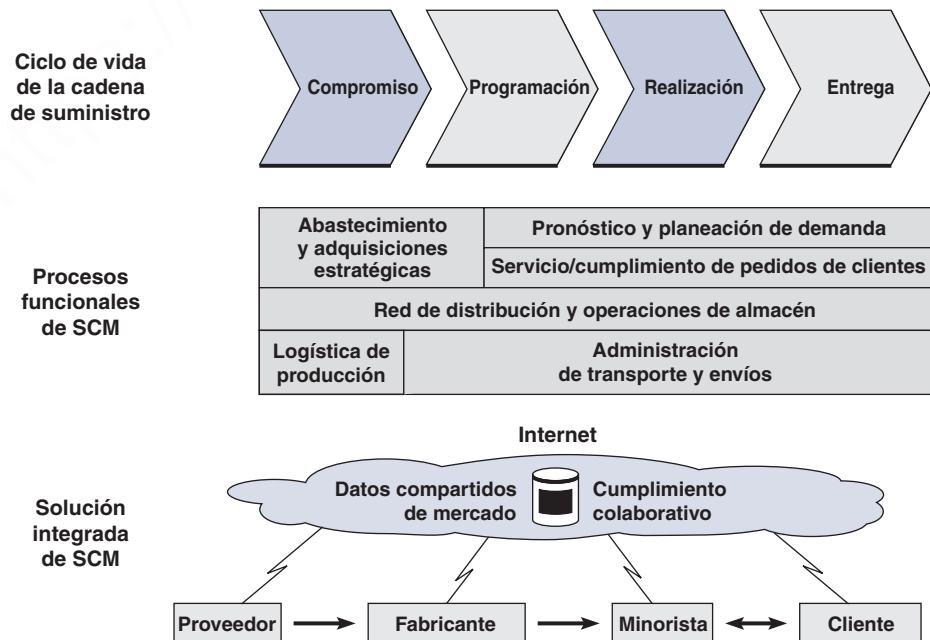 Ciclo de vida
de la cadena
de suministro
Compromiso
Programación
Realización
Entrega
Procesos
funcionales
de SCM
Abastecimiento
y adquisiciones
estratégicas
Pronóstico y planeación de demanda
Servicio/cumplimiento de pedidos de clientes
Red de distribución y operaciones de almacén
Logística de
producción
Administración
de transporte y envíos
Solución
integrada
de SCM
Internet
Datos compartidos
de mercado
Cumplimiento
colaborativo
Proveedor
Fabricante
Minorista
Cliente